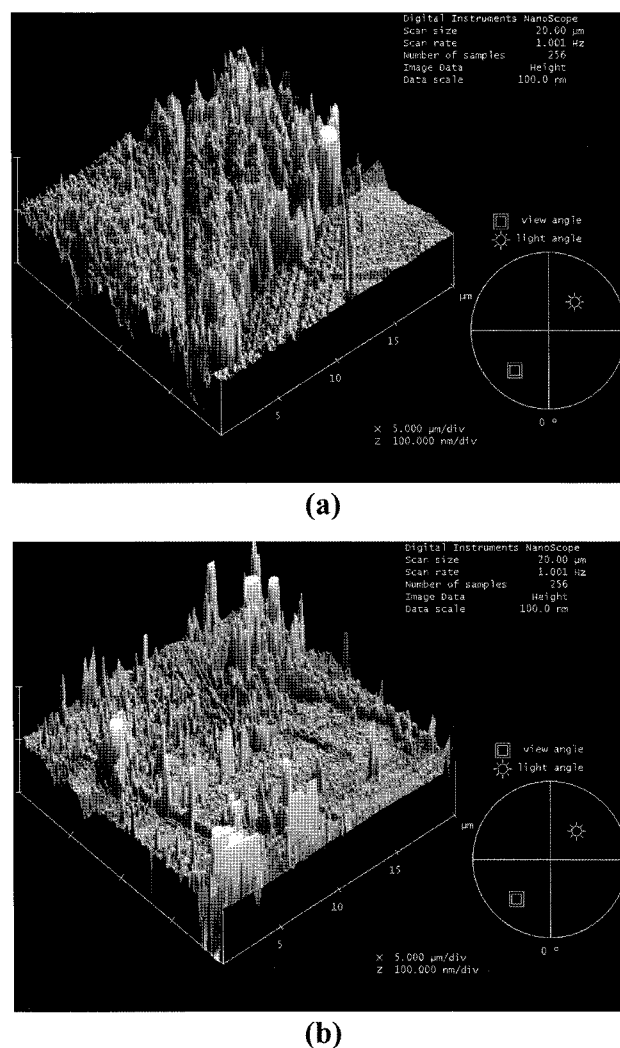 Digital Instruments NanoScope
Scan size 20.00 µm
Scan rate 1.001 Hz
Number of samples 256
Image Data Height
Data scale 100.0 nm
view angle
light angle
µm
15
10
5
X 5.000 µm/div
Z 100.000 nm/div
0 °
(a)
Digital Instruments NanoScope
Scan size 20.00 µm
Scan rate 1.001 Hz
Number of samples 256
Image Data Height
Data scale 100.0 nm
view angle
light angle
µm
15
10
5
X 5.000 µm/div
Z 100.000 nm/div
0 °
(b)